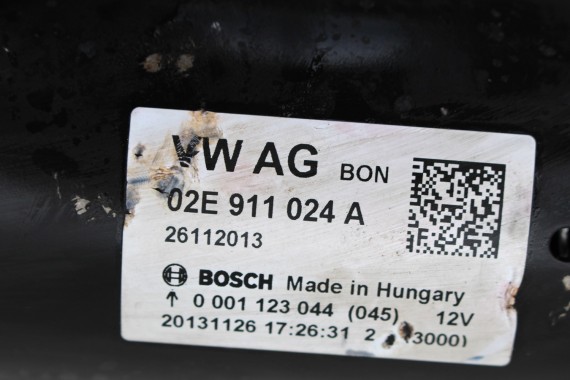 VW AG BON
02E 911 024 A
26112013
BOSCH Made in Hungary
↑ 0 001 123 044 (045) 12V
20131126 17:26:31 2 (3000)